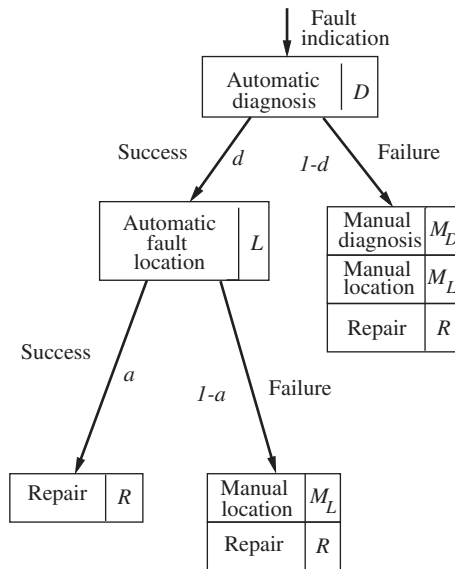 Fault
indication
Automatic
diagnosis
D
Success
d
1-d
Failure
Automatic
fault
location
L
Manual
diagnosis
M_D
Manual
location
M_L
Repair
R
Success
a
1-a
Failure
Repair
R
Manual
location
M_L
Repair
R